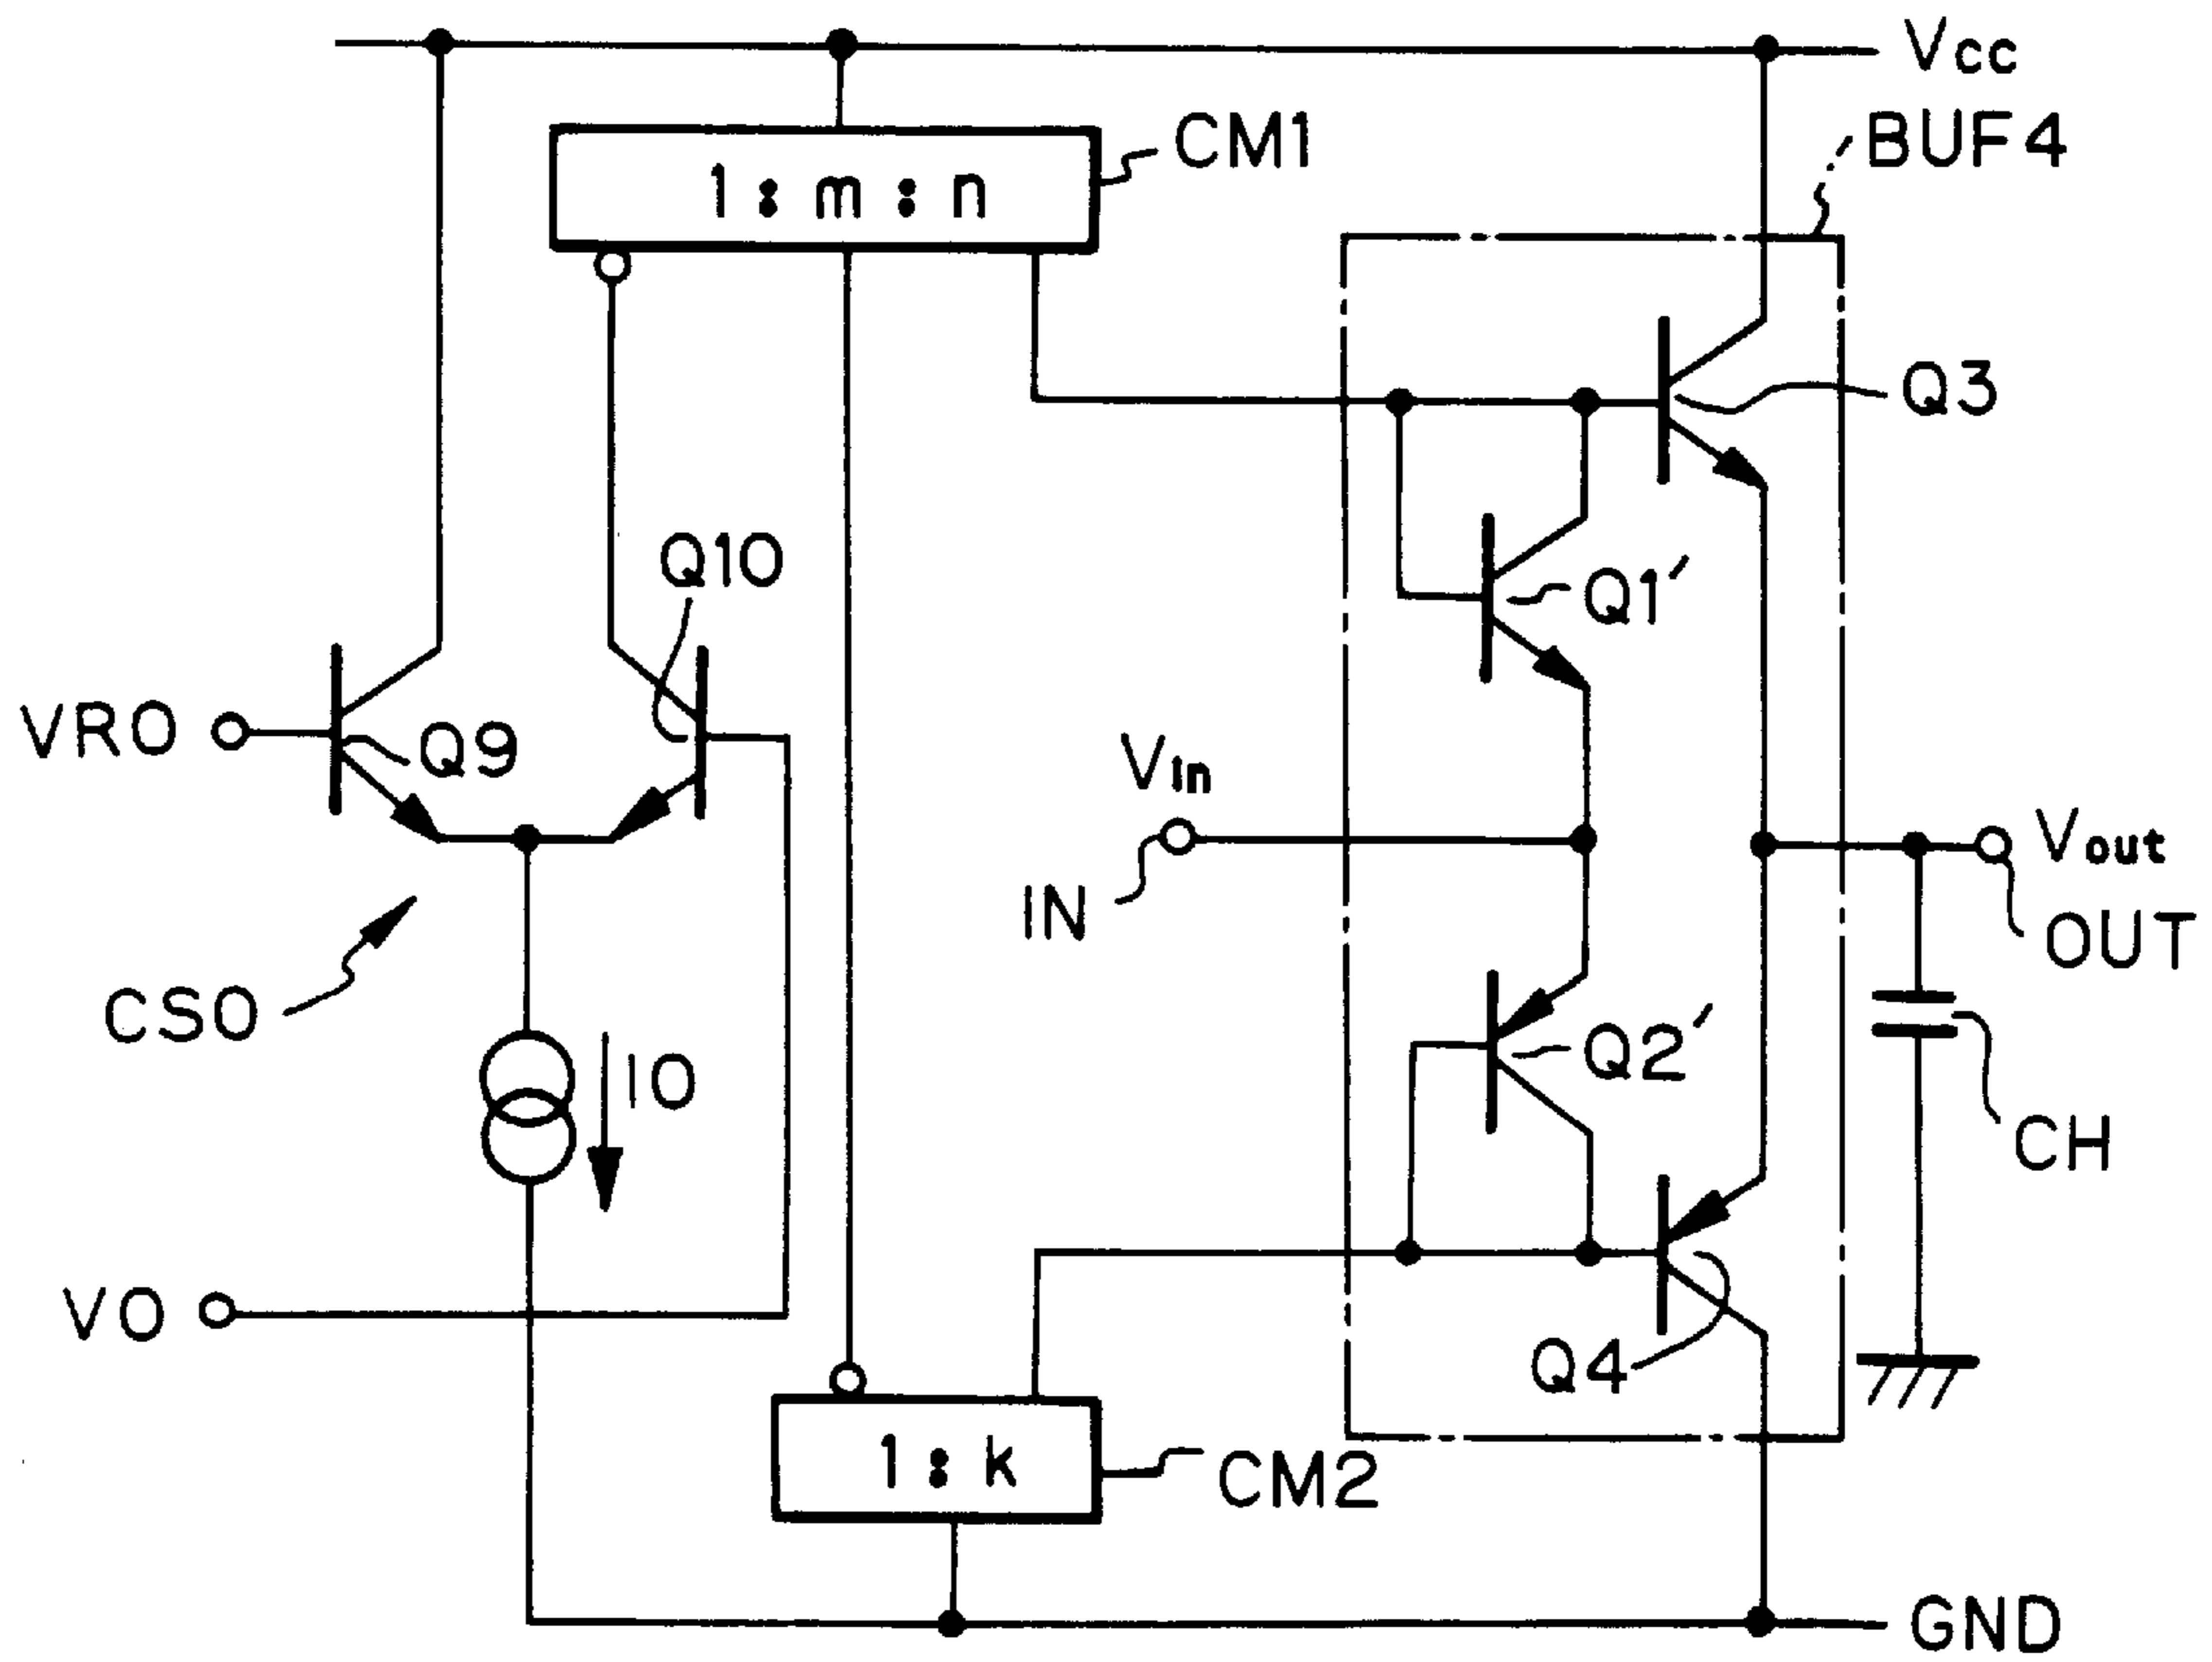 Vcc
CM1
BUF4
1 : m : n
Q3
Q10
Q1′
VRO
Q9
Vin
Vout
IN
OUT
CSO
IO
Q2′
CH
VO
Q4
1 : k
CM2
GND